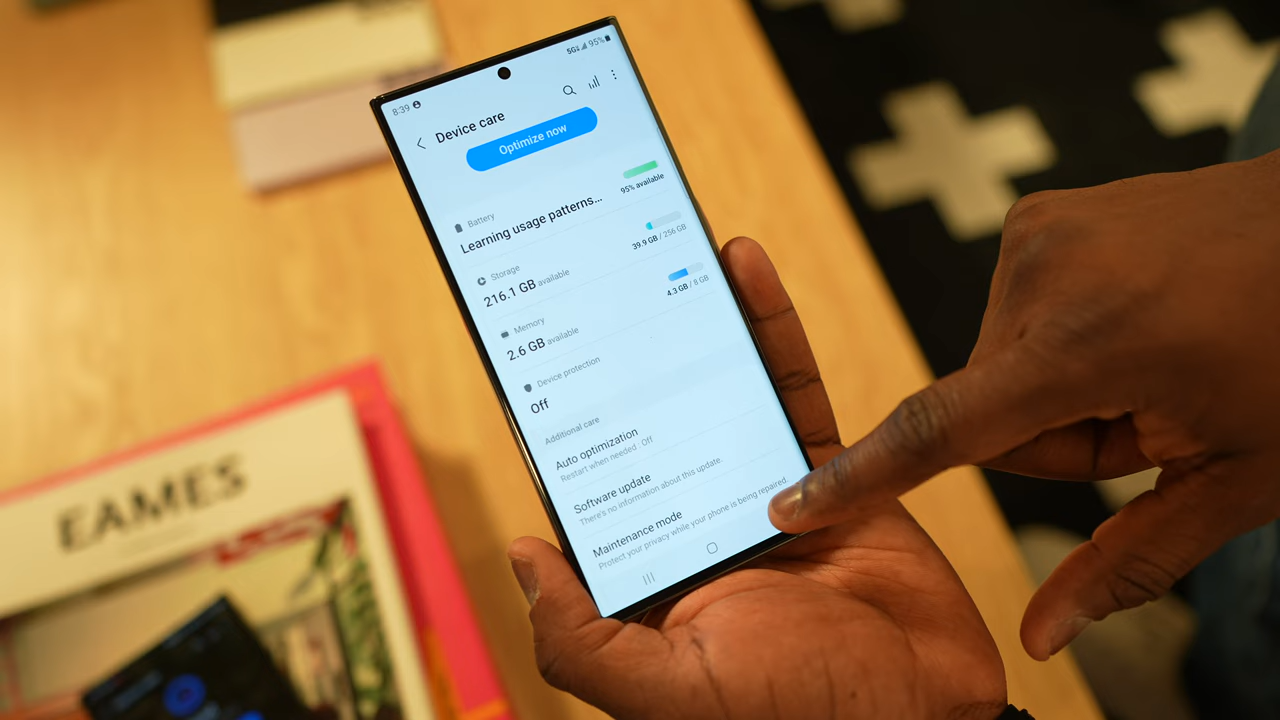 8:39
5G 95%
Device care
Optimize now
Battery
Learning usage patterns...
95% available
Storage
216.1 GB available
39.9 GB / 256 GB
Memory
2.6 GB available
4.3 GB / 8 GB
Device protection
Off
Additional care
Auto optimization
Restart when needed : Off
Software update
There's no information about this update.
Maintenance mode
Protect your privacy while your phone is being repaired.
EAMES